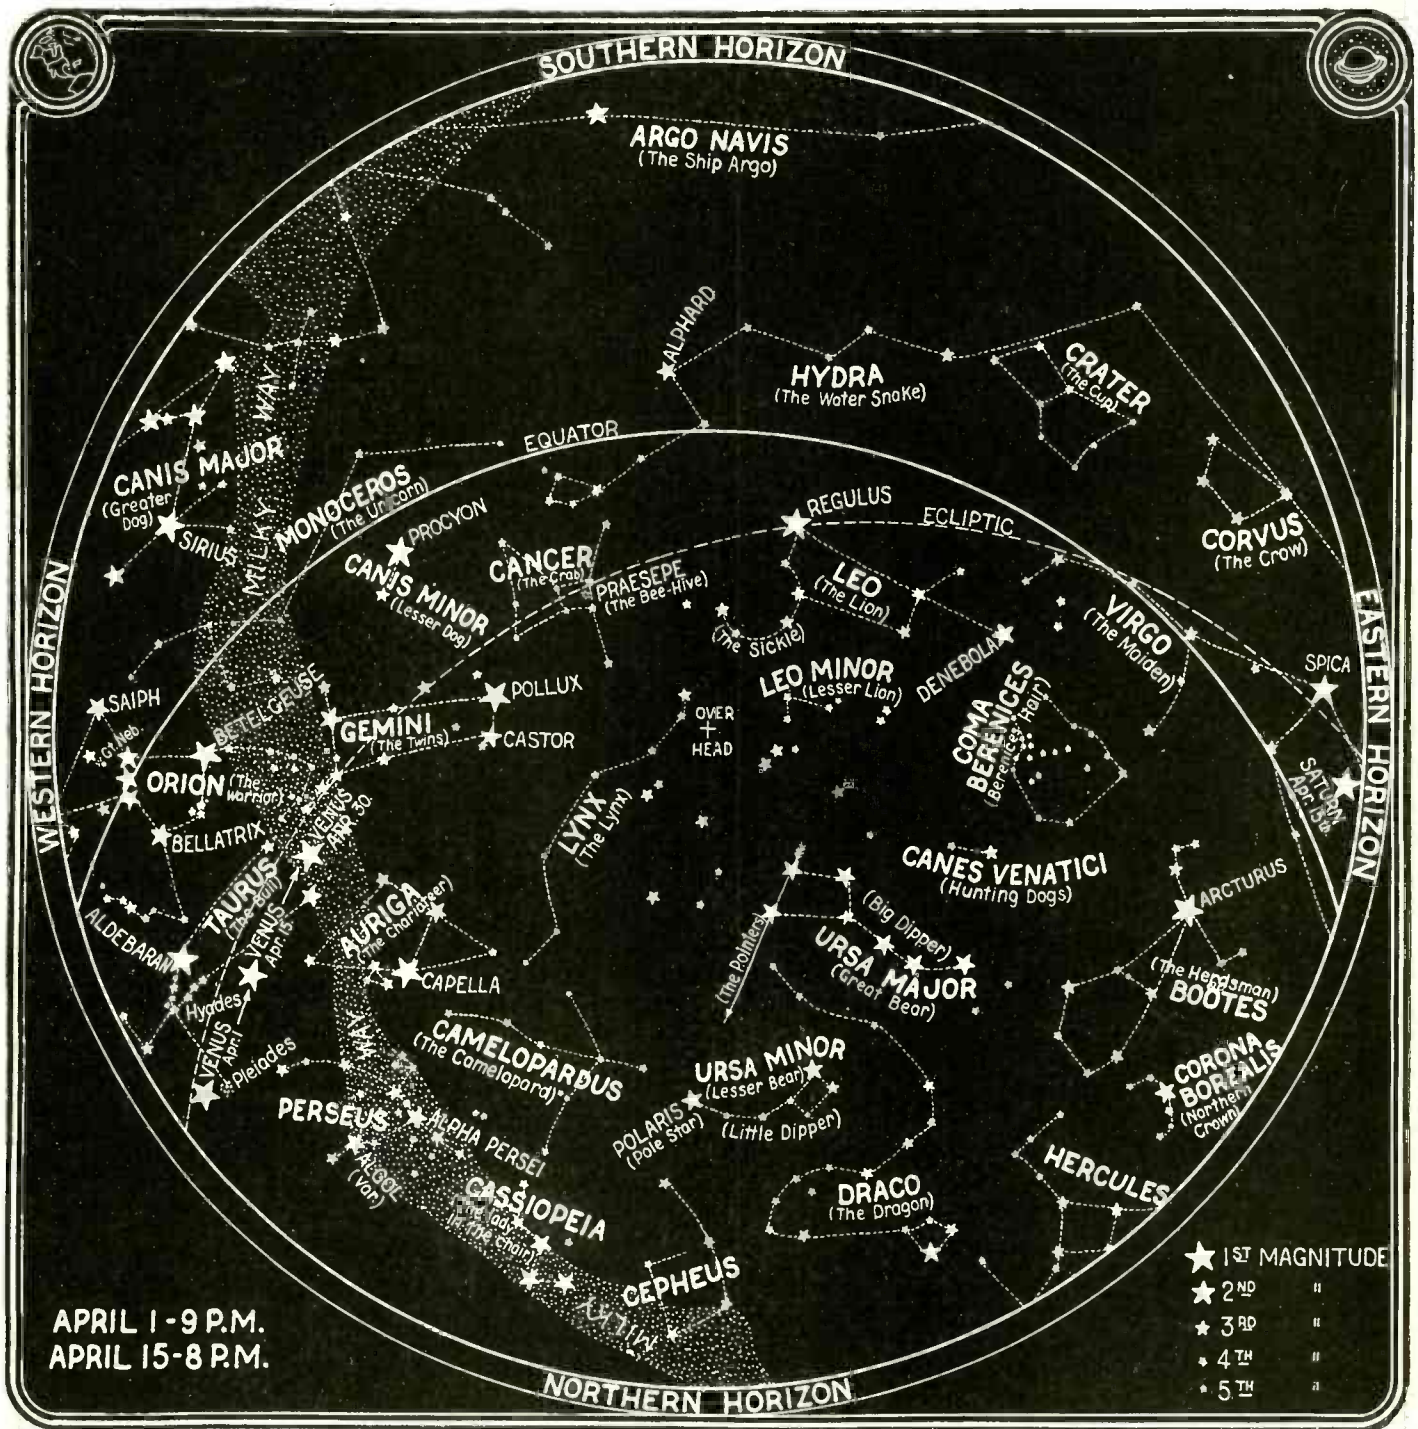 SOUTHERN HORIZON
ARGO NAVIS
(The Ship Argo)
ALPHARD
HYDRA
(The Water Snake)
CRATER
(The Cup)
MILKY WAY
CANIS MAJOR
(Greater
Dog)
SIRIUS
EQUATOR
MONOCEROS
(The Unicorn)
PROCYON
CANIS MINOR
(Lesser Dog)
CANCER
(The Crab)
PRAESEPE
(The Bee-Hive)
REGULUS
ECLIPTIC
LEO
(The Lion)
(The Sickle)
CORVUS
(The Crow)
VIRGO
(The Maiden)
WESTERN HORIZON
EASTERN HORIZON
SPICA
SATURN
DENEBOLA
LEO MINOR
(Lesser Lion)
COMA
BERENICES
SAIPH
Gt. Neb.
BETELGEUSE
POLLUX
GEMINI
(The Twins)
CASTOR
OVER
HEAD
ORION (The
Warrior)
BELLATRIX
VENUS
Apr 30.
LYNX
(The Lynx)
CANES VENATICI
(Hunting Dogs)
ARCTURUS
TAURUS
(The Bull)
ALDEBARAN
VENUS
Apr 15
AURIGA
(The Charioteer)
CAPELLA
(Big Dipper)
(The Pointers)
URSA MAJOR
(Great Bear)
(The Herdsman)
BOÖTES
Hyades
VENUS
April 1
Pleiades
WAY
CAMELOPARDUS
(The Camelopard)
URSA MINOR
(Lesser Bear)
CORONA
BOREALIS
(Northern
Crown)
POLARIS
(Pole Star)
(Little Dipper)
PERSEUS
ALPHA PERSEI
ALGOL
(Var)
HERCULES
CASSIOPEIA
(The lady
in the chair)
DRACO
(The Dragon)
CEPHEUS
MILKY
1ST MAGNITUDE
2ND "
3RD "
4TH "
5TH "
APRIL 1-9 P.M.
APRIL 15-8 P.M.
NORTHERN HORIZON